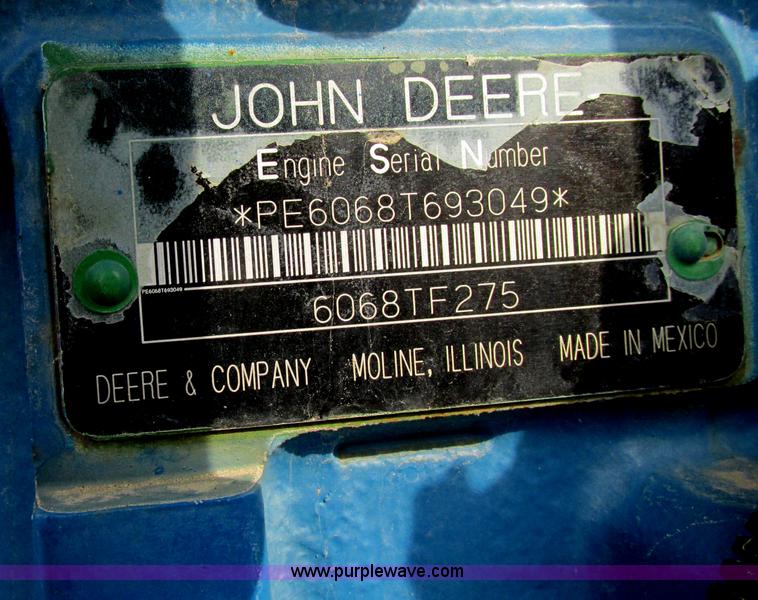 JOHN DEERE
Engine Serial Number
*PE6068T693049*
PE6068T693049
6068TF275
DEERE & COMPANY MOLINE, ILLINOIS MADE IN MEXICO
www.purplewave.com